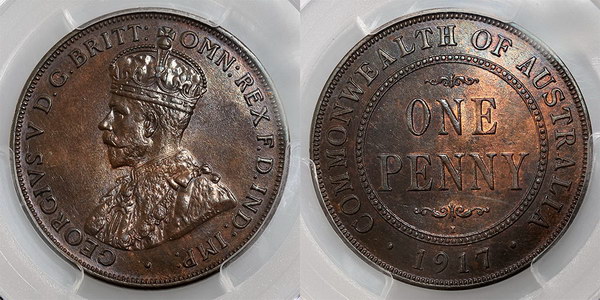 GEORGIVS V D.G.BRITT: OMN: REX F.D.IND: IMP:
COMMONWEALTH OF AUSTRALIA
ONE
PENNY
· 1917 ·